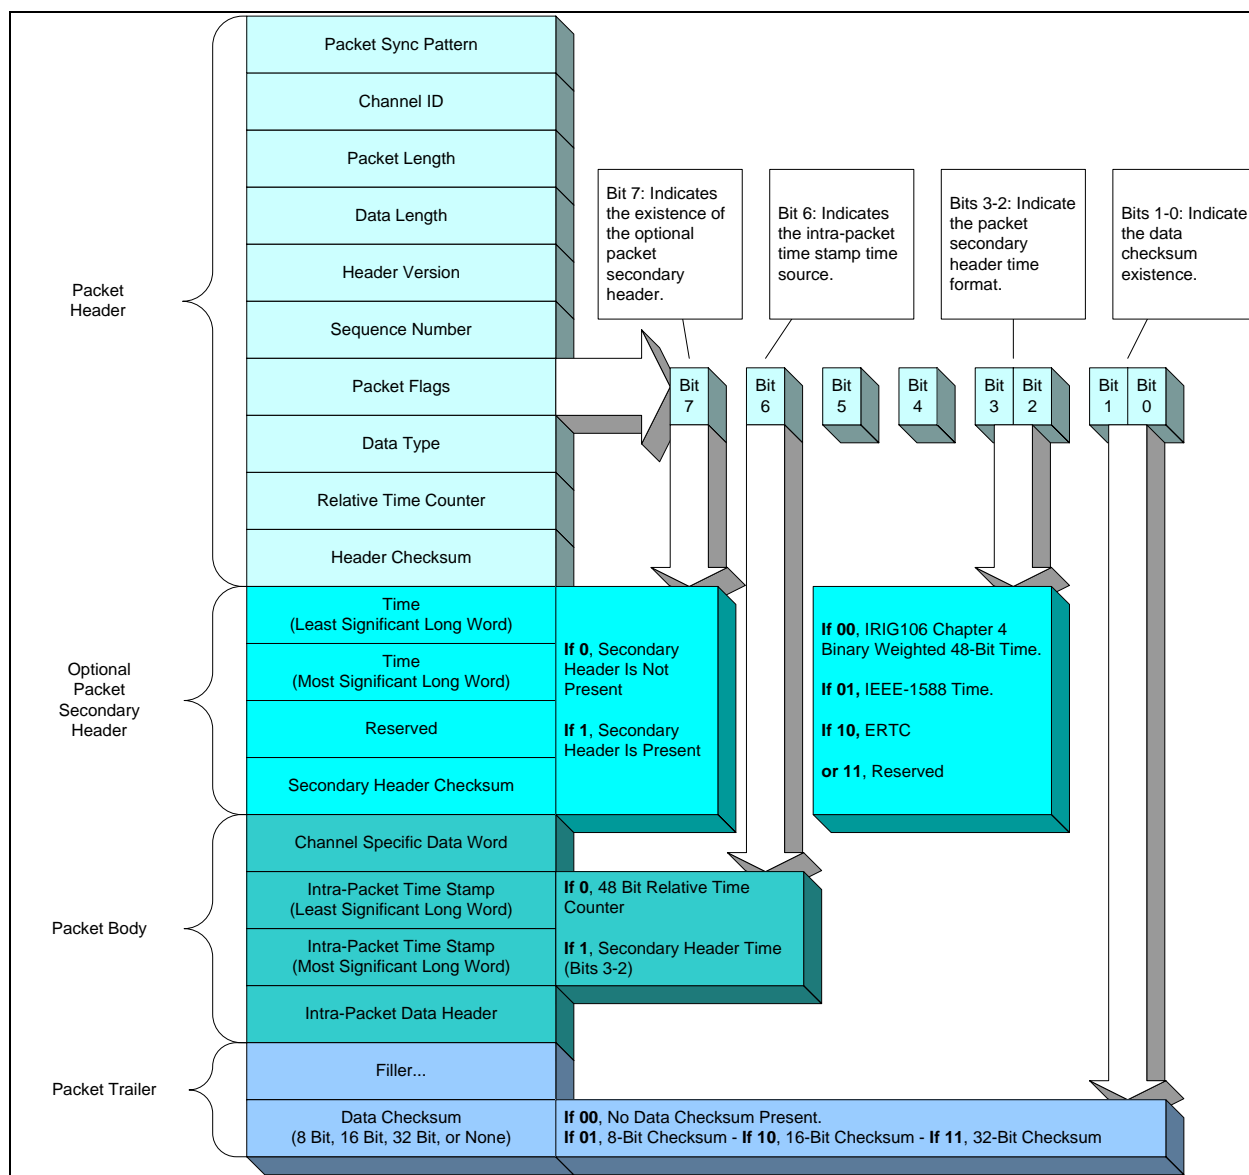 Packet Sync Pattern
Channel ID
Packet Length
Data Length
Header Version
Sequence Number
Packet Flags
Data Type
Relative Time Counter
Header Checksum
Packet
Header
Bit 7: Indicates
the existence of
the optional
packet
secondary
header.
Bit 6: Indicates
the intra-packet
time stamp time
source.
Bits 3-2: Indicate
the packet
secondary
header time
format.
Bits 1-0: Indicate
the data
checksum
existence.
Bit
7
Bit
6
Bit
5
Bit
4
Bit
3
Bit
2
Bit
1
Bit
0
Optional
Packet
Secondary
Header
Time
(Least Significant Long Word)
Time
(Most Significant Long Word)
Reserved
Secondary Header Checksum
If 0, Secondary
Header Is Not
Present
If 1, Secondary
Header Is Present
If 00, IRIG106 Chapter 4
Binary Weighted 48-Bit Time.
If 01, IEEE-1588 Time.
If 10, ERTC
or 11, Reserved
Packet Body
Channel Specific Data Word
Intra-Packet Time Stamp
(Least Significant Long Word)
Intra-Packet Time Stamp
(Most Significant Long Word)
Intra-Packet Data Header
If 0, 48 Bit Relative Time
Counter
If 1, Secondary Header Time
(Bits 3-2)
Packet Trailer
Filler...
Data Checksum
(8 Bit, 16 Bit, 32 Bit, or None)
If 00, No Data Checksum Present.
If 01, 8-Bit Checksum - If 10, 16-Bit Checksum - If 11, 32-Bit Checksum